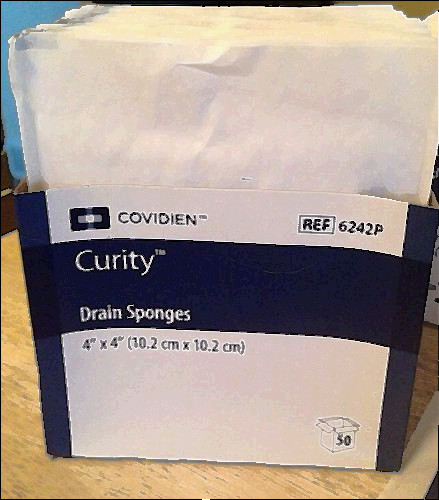 COVIDIEN™
REF 6242P
Curity™
Drain Sponges
4" x 4" (10.2 cm x 10.2 cm)
50